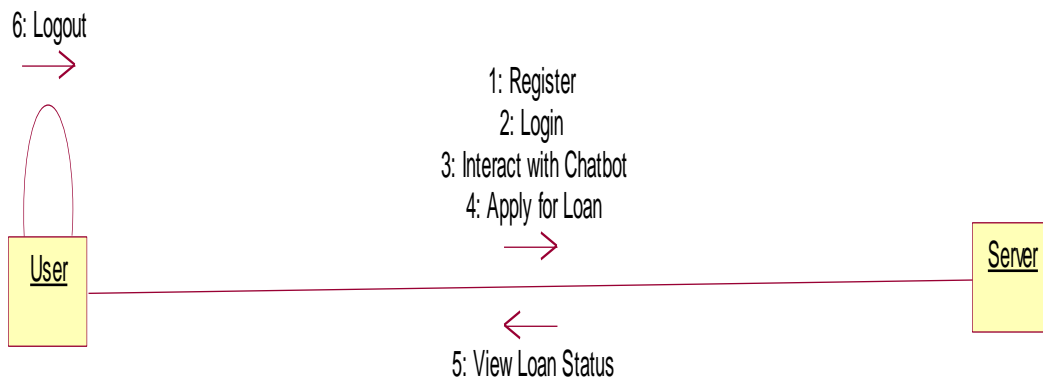 6: Logout
1: Register
2: Login
3: Interact with Chatbot
4: Apply for Loan
User
Server
5: View Loan Status